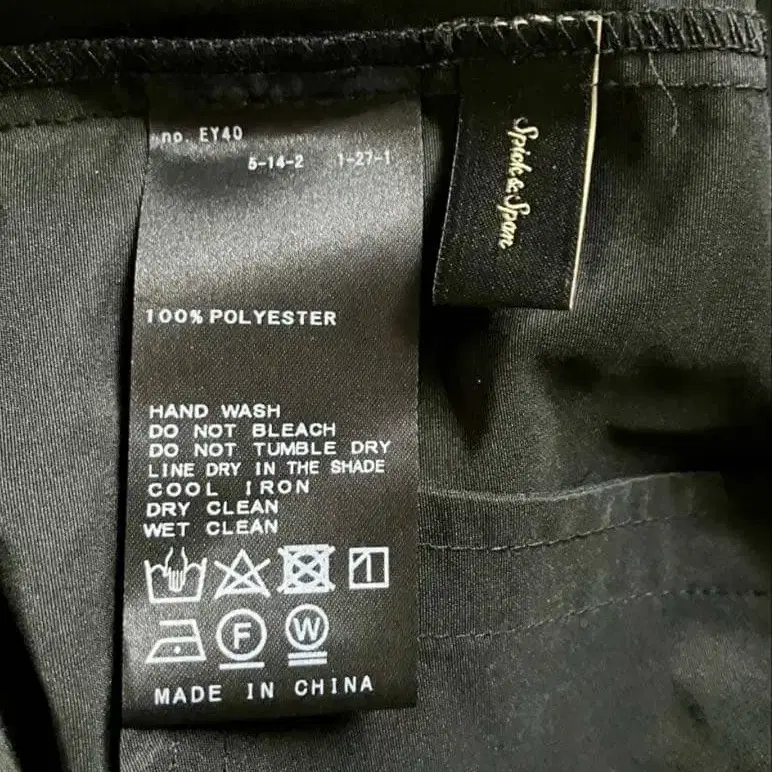 no. EY40
5-14-2 1-27-1
Spick & Span
100% POLYESTER
HAND WASH
DO NOT BLEACH
DO NOT TUMBLE DRY
LINE DRY IN THE SHADE
COOL IRON
DRY CLEAN
WET CLEAN
F W
MADE IN CHINA